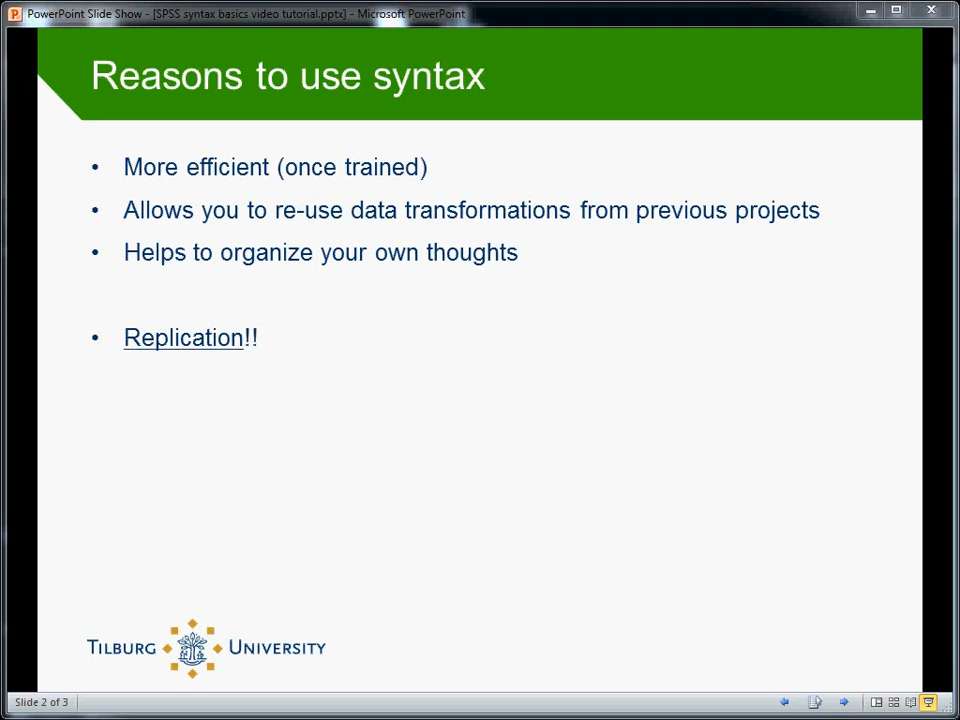 PowerPoint Slide Show - [SPSS syntax basics video tutorial.pptx] - Microsoft PowerPoint
Reasons to use syntax
• More efficient (once trained)
• Allows you to re-use data transformations from previous projects
• Helps to organize your own thoughts
• Replication!!
TILBURG UNIVERSITY
Slide 2 of 3